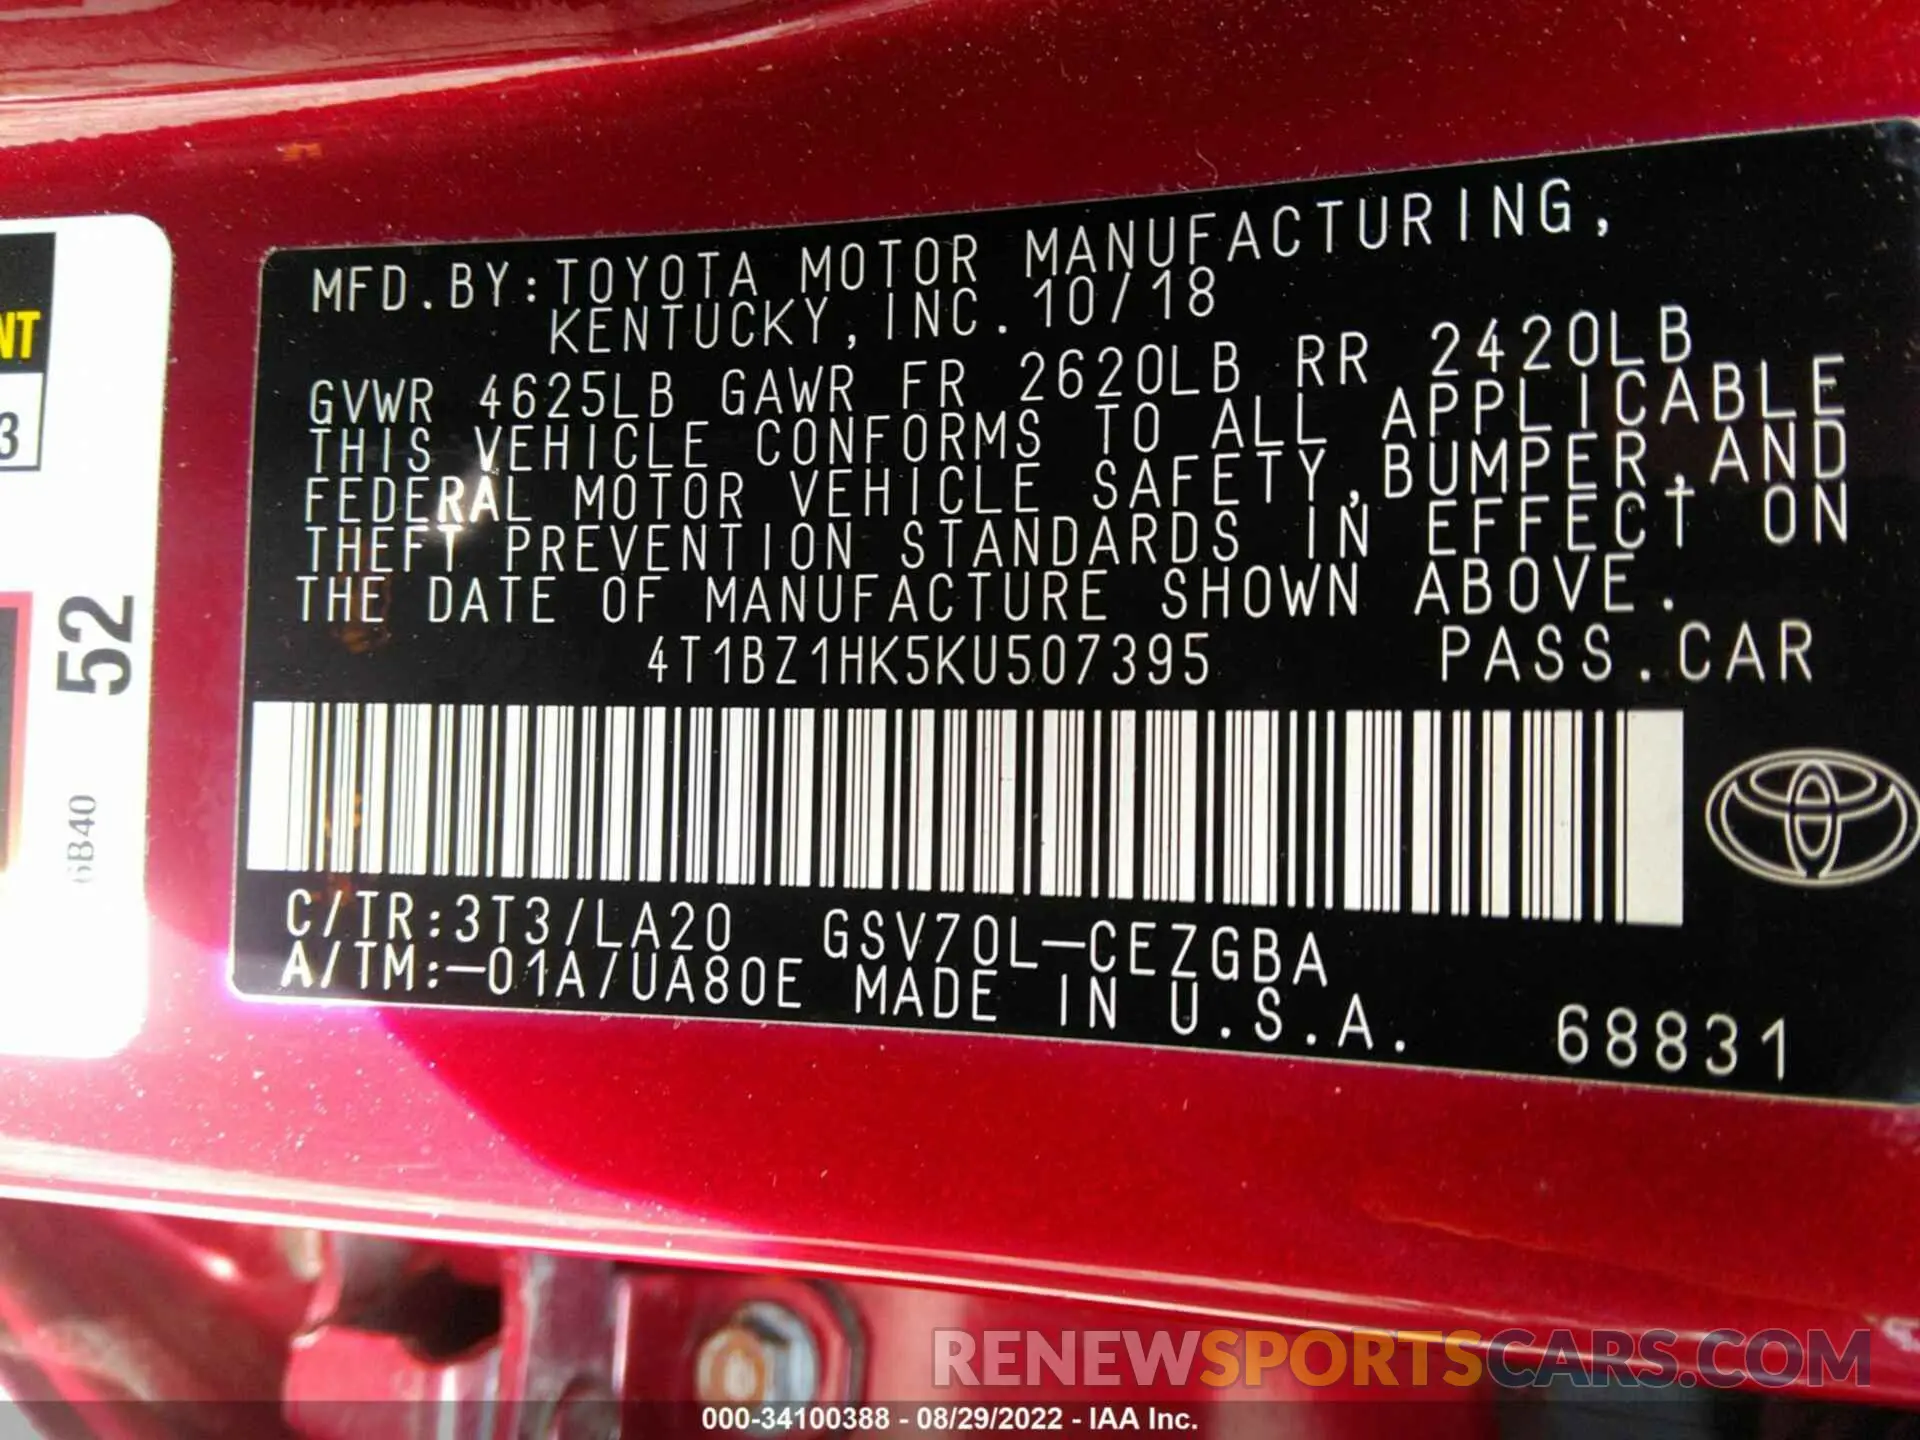 MFD.BY:TOYOTA MOTOR MANUFACTURING,
KENTUCKY,INC.10/18
GVWR 4625LB GAWR FR 2620LB RR 2420LB
THIS VEHICLE CONFORMS TO ALL APPLICABLE
FEDERAL MOTOR VEHICLE SAFETY,BUMPER,AND
THEFT PREVENTION STANDARDS IN EFFECT ON
THE DATE OF MANUFACTURE SHOWN ABOVE.
4T1BZ1HK5KU507395 PASS.CAR
C/TR:3T3/LA20 GSV70L-CEZGBA
A/TM:-01A/UA80E MADE IN U.S.A.
68831
NT
3
52
6B40
RENEWSPORTSCARS.COM
000-34100388 - 08/29/2022 - IAA Inc.